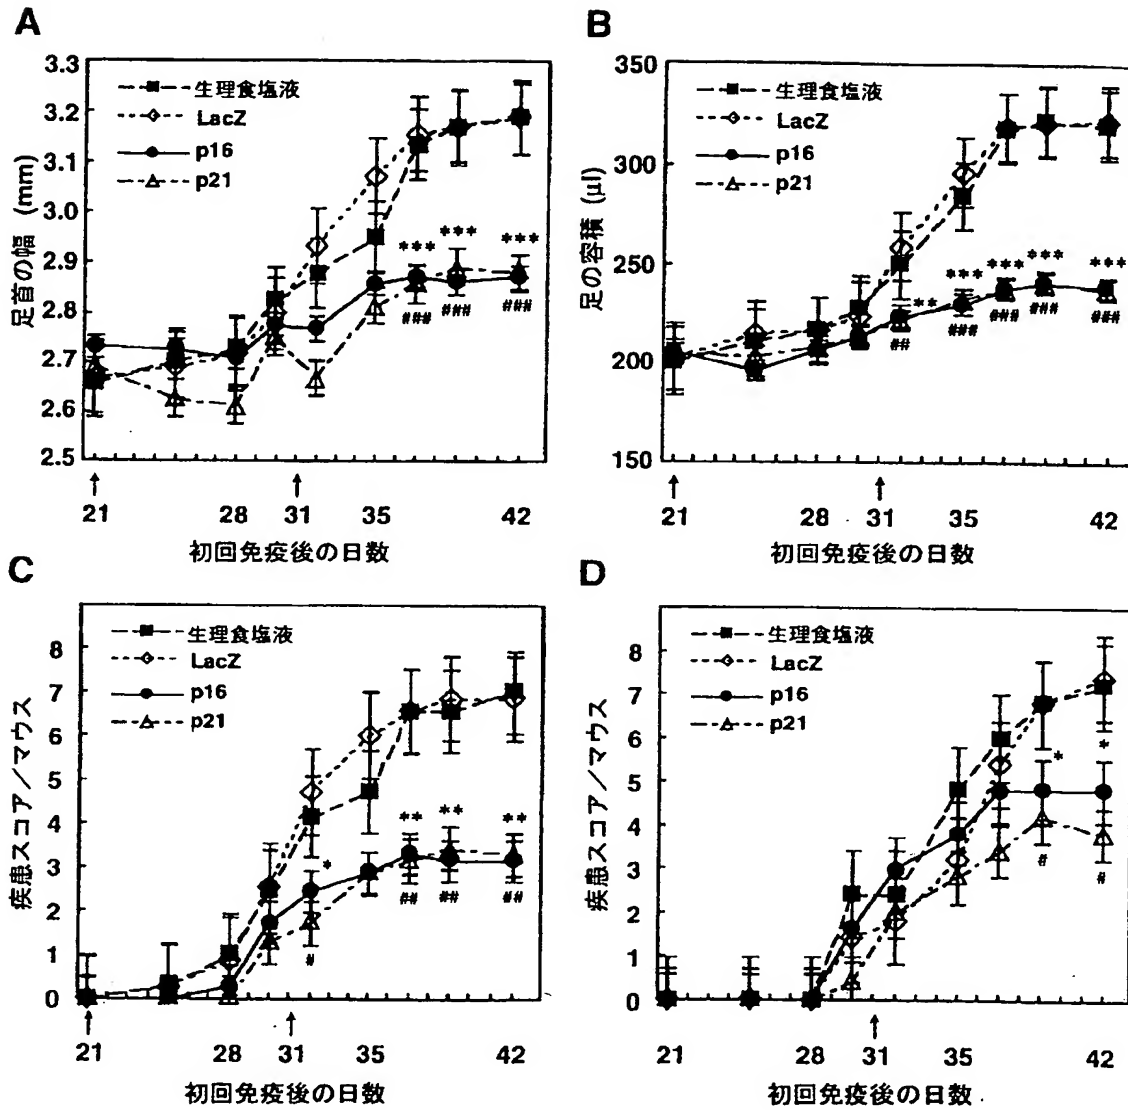 A
3.3
3.2
3.1
3.0
2.9
2.8
2.7
2.6
2.5
足首の幅 (mm)
生理食塩液
LacZ
p16
p21
*** *** ***
### ### ###
21 28 31 35 42
初回免疫後の日数
B
350
300
250
200
150
足の容積 (μl)
生理食塩液
LacZ
p16
p21
** *** *** *** ***
## ### ### ### ###
21 28 31 35 42
初回免疫後の日数
C
8
7
6
5
4
3
2
1
0
疾患スコア/マウス
生理食塩液
LacZ
p16
p21
* ** ** **
# ## ## ##
21 28 31 35 42
初回免疫後の日数
D
8
7
6
5
4
3
2
1
0
疾患スコア/マウス
生理食塩液
LacZ
p16
p21
* *
# #
21 28 31 35 42
初回免疫後の日数